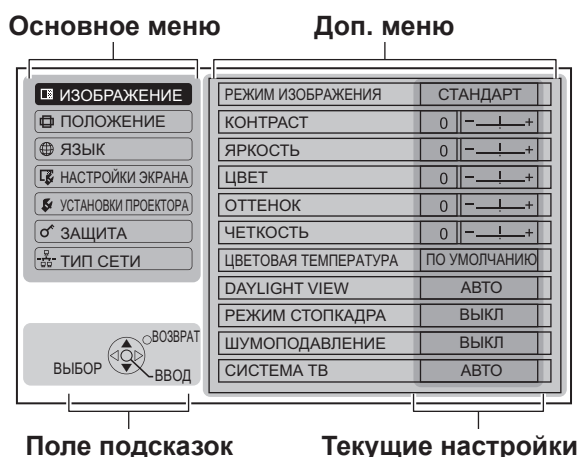 Основное меню
Доп. меню
ИЗОБРАЖЕНИЕ
ПОЛОЖЕНИЕ
ЯЗЫК
НАСТРОЙКИ ЭКРАНА
УСТАНОВКИ ПРОЕКТОРА
ЗАЩИТА
ТИП СЕТИ
ВОЗВРАТ
ВЫБОР
ВВОД
РЕЖИМ ИЗОБРАЖЕНИЯ СТАНДАРТ
КОНТРАСТ 0 - +
ЯРКОСТЬ 0 - +
ЦВЕТ 0 - +
ОТТЕНОК 0 - +
ЧЕТКОСТЬ 0 - +
ЦВЕТОВАЯ ТЕМПЕРАТУРА ПО УМОЛЧАНИЮ
DAYLIGHT VIEW АВТО
РЕЖИМ СТОПКАДРА ВЫКЛ
ШУМОПОДАВЛЕНИЕ ВЫКЛ
СИСТЕМА ТВ АВТО
Поле подсказок
Текущие настройки